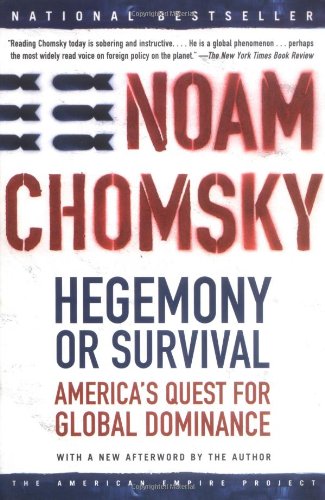 NATIONAL BESTSELLER
"Reading Chomsky today is sobering and instructive. . . . He is a global phenomenon . . . perhaps
the most widely read voice on foreign policy on the planet."—The New York Times Book Review
NOAM
CHOMSKY
HEGEMONY
OR SURVIVAL
AMERICA'S QUEST FOR
GLOBAL DOMINANCE
WITH A NEW AFTERWORD BY THE AUTHOR
THE AMERICAN EMPIRE PROJECT